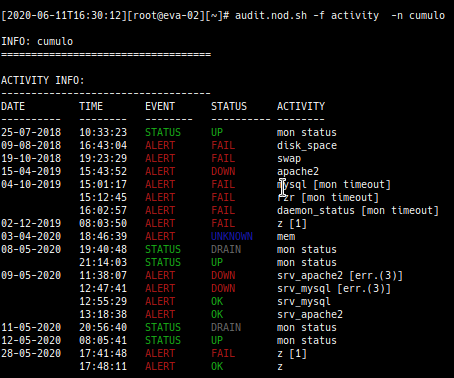 [2020-06-11T16:30:12][root@eva-02][~]# audit.nod.sh -f activity  -n cumulo
INFO: cumulo
===================================
ACTIVITY INFO:
-----------------------------------
DATE       TIME     EVENT    STATUS     ACTIVITY
---------- -------- -------- ---------- --------
25-07-2018 10:33:23 STATUS UP mon status
09-08-2018 16:43:04 ALERT FAIL disk_space
19-10-2018 19:23:29 ALERT FAIL swap
15-04-2019 15:43:52 ALERT DOWN apache2
04-10-2019 15:01:17 ALERT FAIL mysql [mon timeout]
15:12:45 ALERT FAIL [mon timeout]
16:02:57 ALERT FAIL daemon_status [mon timeout]
02-12-2019 08:03:50 ALERT FAIL z [1]
03-04-2020 18:46:39 ALERT UNKNOWN mem
08-05-2020 19:40:48 STATUS DRAIN mon status
21:14:03 STATUS UP mon status
09-05-2020 11:38:07 ALERT DOWN srv_apache2 [err.(3)]
12:47:41 ALERT DOWN srv_mysql [err.(3)]
12:55:29 ALERT OK srv_mysql
13:18:38 ALERT OK srv_apache2
11-05-2020 20:56:40 STATUS DRAIN mon status
12-05-2020 08:05:41 STATUS UP mon status
28-05-2020 17:41:48 ALERT FAIL z [1]
17:48:11 ALERT OK z